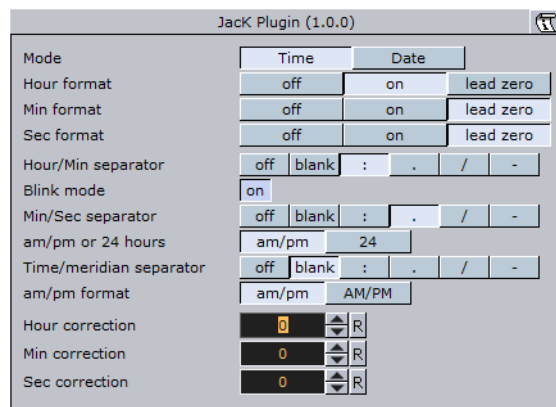 JacK Plugin (1.0.0)
Mode Time Date
Hour format off on lead zero
Min format off on lead zero
Sec format off on lead zero
Hour/Min separator off blank : . / -
Blink mode on
Min/Sec separator off blank : . / -
am/pm or 24 hours am/pm 24
Time/meridian separator off blank : . / -
am/pm format am/pm AM/PM
Hour correction 0 R
Min correction 0 R
Sec correction 0 R